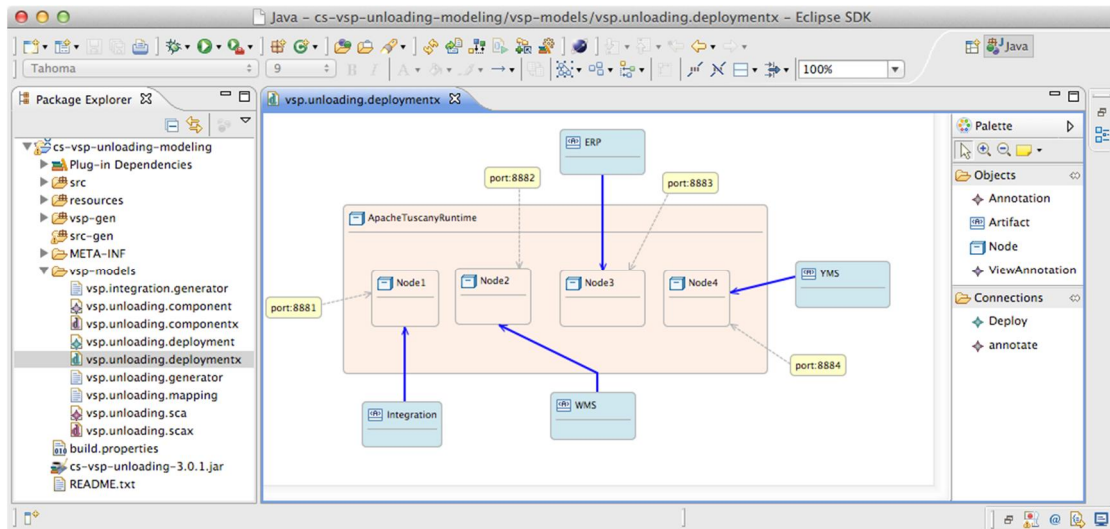 Java - cs-vsp-unloading-modeling/vsp-models/vsp.unloading.deploymentx - Eclipse SDK
Java
Tahoma 9 B I A 100%
Package Explorer
cs-vsp-unloading-modeling
Plug-in Dependencies
src
resources
vsp-gen
src-gen
META-INF
vsp-models
vsp.integration.generator
vsp.unloading.component
vsp.unloading.componentx
vsp.unloading.deployment
vsp.unloading.deploymentx
vsp.unloading.generator
vsp.unloading.mapping
vsp.unloading.sca
vsp.unloading.scax
build.properties
cs-vsp-unloading-3.0.1.jar
README.txt
vsp.unloading.deploymentx
ERP
port:8882
port:8883
ApacheTuscanyRuntime
Node1
Node2
Node3
Node4
YMS
port:8881
port:8884
Integration
WMS
Palette
Objects
Annotation
Artifact
Node
ViewAnnotation
Connections
Deploy
annotate